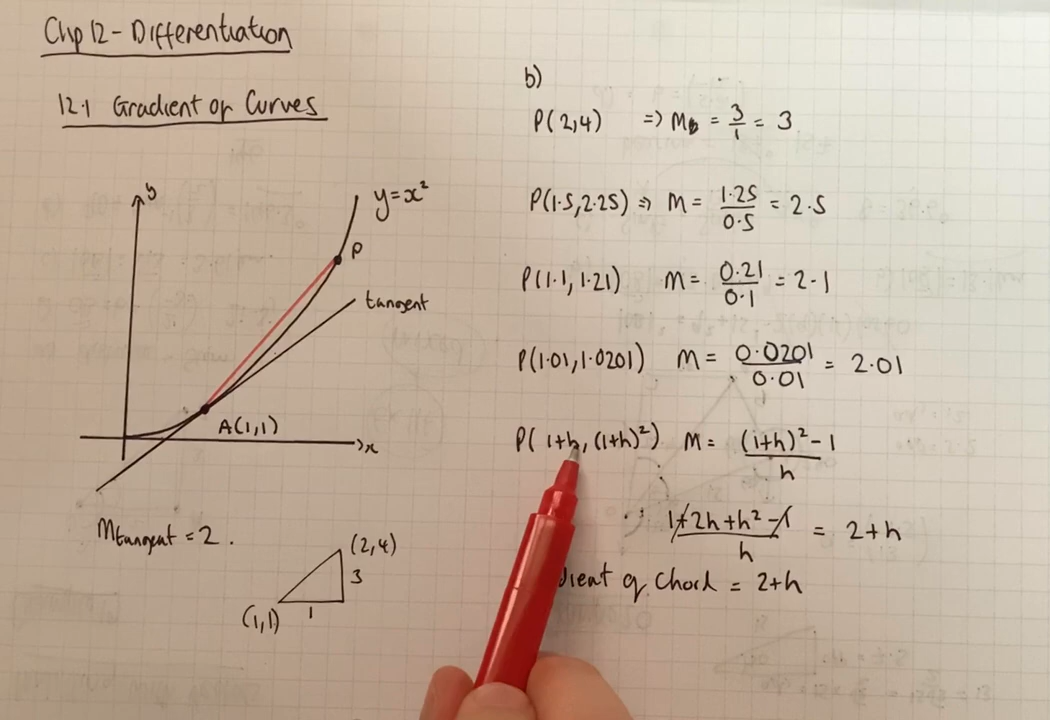 Chp 12 - Differentiation
12.1 Gradient of Curves
y
y=x²
P
tangent
A(1,1)
x
Mtangent = 2.
(2,4)
3
(1,1)
1
b)
P(2,4) => M = 3/1 = 3
P(1.5,2.25) => M = 1.25/0.5 = 2.5
P(1.1, 1.21) M = 0.21/0.1 = 2.1
P(1.01,1.0201) M = 0.0201/0.01 = 2.01
P(1+h,(1+h)²) M = (1+h)²-1/h
1+2h+h²-1/h = 2+h
of Chord = 2+h